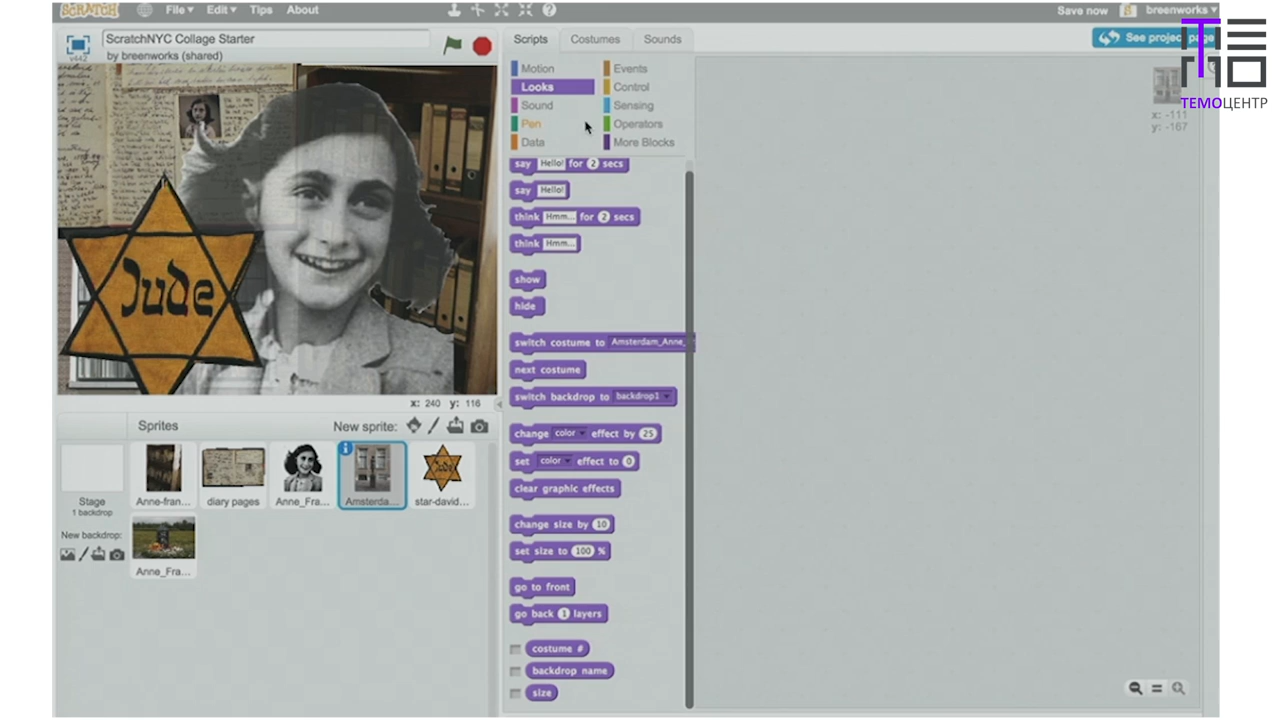 SCRATCH
File Edit Tips About
Save now breenworks
v442
ScratchNYC Collage Starter
by breenworks (shared)
Scripts Costumes Sounds
See project page
ТЕМОЦЕНТР
Motion Events
Looks Control
Sound Sensing
Pen Operators
Data More Blocks
x: -111
y: -167
Jude
say Hello! for 2 secs
say Hello!
think Hmm... for 2 secs
think Hmm...
show
hide
switch costume to Amsterdam_Anne_
next costume
switch backdrop to backdrop1
change color effect by 25
set color effect to 0
clear graphic effects
change size by 10
set size to 100 %
go to front
go back 1 layers
costume #
backdrop name
size
x: 240 y: 116
Sprites New sprite:
Jude
Stage
1 backdrop
New backdrop:
Anne-fran... diary pages Anne_Fra... Amsterda... star-david...
Anne_Fra...